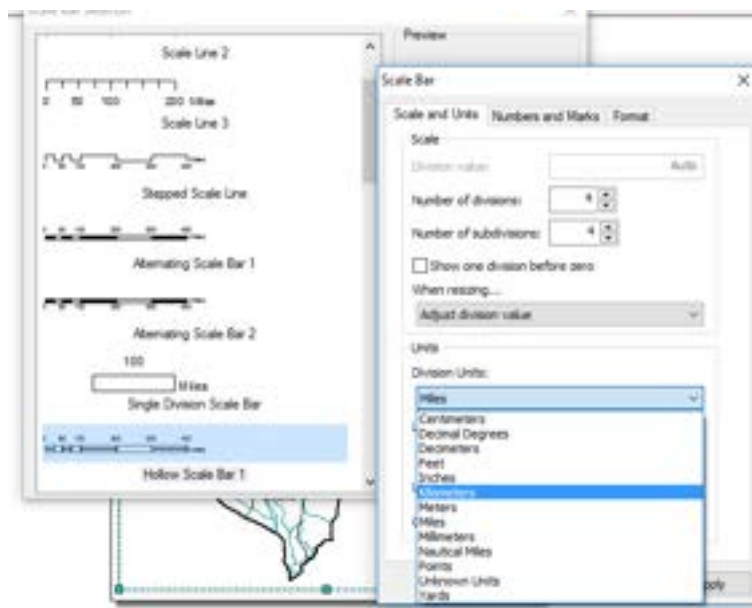 Scale Bar Selector
Scale Line 2
0 50 100 200 Miles
Scale Line 3
Stepped Scale Line
Alternating Scale Bar 1
Alternating Scale Bar 2
100
Miles
Single Division Scale Bar
Hollow Scale Bar 1
Preview
Scale Bar
Scale and Units Numbers and Marks Format
Scale
Division value: Auto
Number of divisions: 4
Number of subdivisions: 4
Show one division before zero
When resizing...
Adjust division value
Units
Division Units:
Miles
Centimeters
Decimal Degrees
Decimeters
Feet
Inches
Kilometers
Meters
Miles
Millimeters
Nautical Miles
Points
Unknown Units
Yards